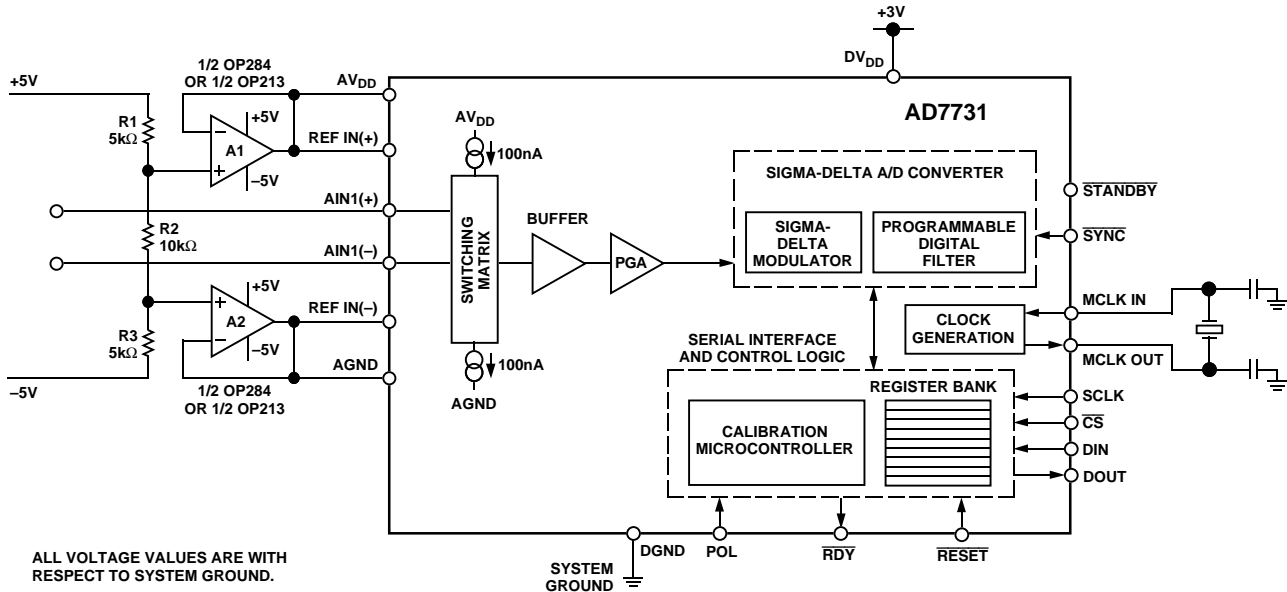 +3V
DV_DD
1/2 OP284
OR 1/2 OP213
+5V
AV_DD
AD7731
R1
5kΩ
+5V
A1
–5V
REF IN(+)
AV_DD
100nA
SIGMA-DELTA A/D CONVERTER
STANDBY
AIN1(+)
R2
10kΩ
AIN1(–)
SWITCHING
MATRIX
BUFFER
PGA
SIGMA-
DELTA
MODULATOR
PROGRAMMABLE
DIGITAL
FILTER
SYNC
+5V
A2
–5V
REF IN(–)
R3
5kΩ
CLOCK
GENERATION
MCLK IN
MCLK OUT
SERIAL INTERFACE
AND CONTROL LOGIC
100nA
AGND
AGND
–5V
1/2 OP284
OR 1/2 OP213
REGISTER BANK
CALIBRATION
MICROCONTROLLER
SCLK
CS
DIN
DOUT
DGND
POL
RDY
RESET
SYSTEM
GROUND
ALL VOLTAGE VALUES ARE WITH
RESPECT TO SYSTEM GROUND.